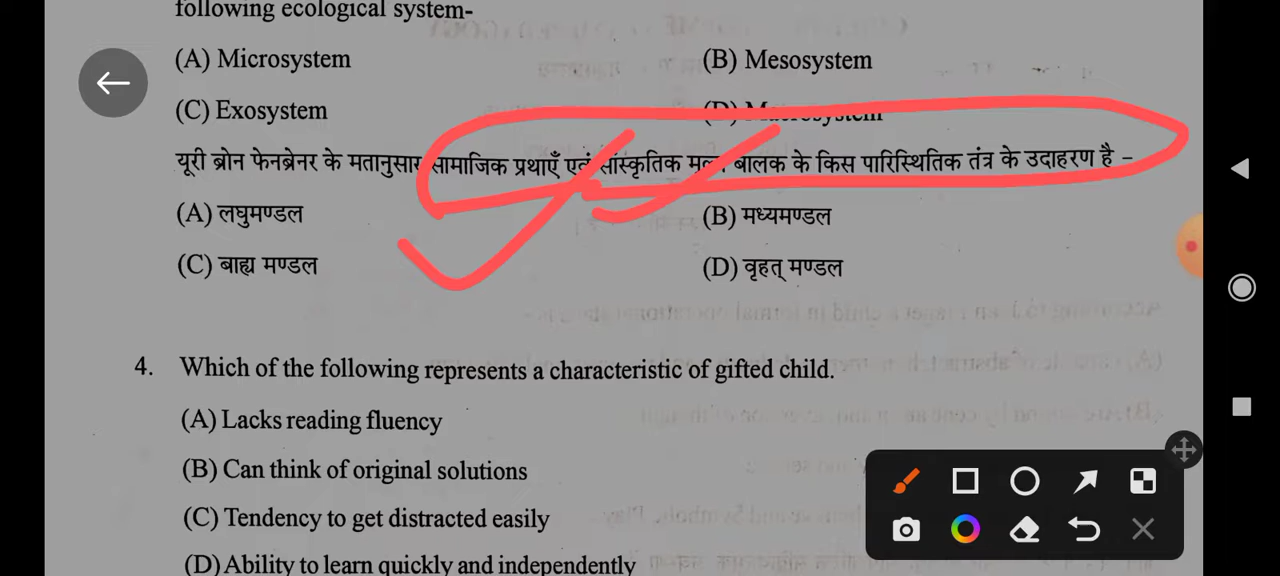 following ecological system-
(A) Microsystem (B) Mesosystem
(C) Exosystem (D) Macrosystem
यूरी ब्रोन फेनब्रेनर के मतानुसार सामाजिक प्रथाएँ एवं सांस्कृतिक मूल्य बालक के किस पारिस्थितिक तंत्र के उदाहरण है –
(A) लघुमण्डल (B) मध्यमण्डल
(C) बाह्य मण्डल (D) वृहत् मण्डल
4. Which of the following represents a characteristic of gifted child.
(A) Lacks reading fluency
(B) Can think of original solutions
(C) Tendency to get distracted easily
(D) Ability to learn quickly and independently